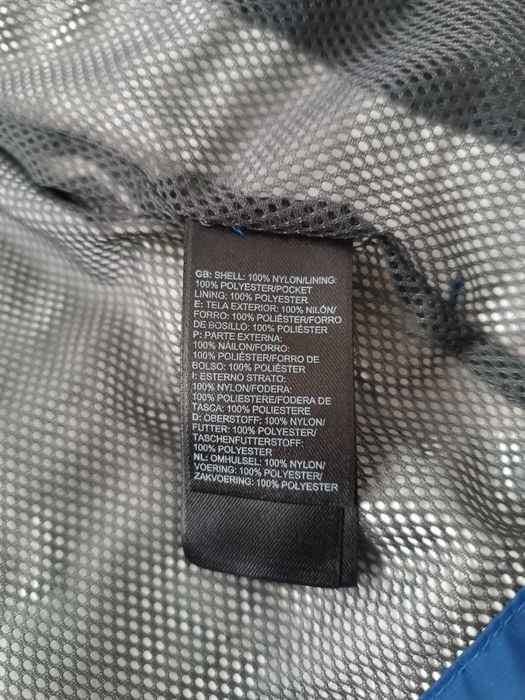 GB: SHELL: 100% NYLON/LINING:
100% POLYESTER/POCKET
LINING: 100% POLYESTER
E: TELA EXTERIOR: 100% NILÓN/
FORRO: 100% POLIÉSTER/FORRO
DE BOSILLO: 100% POLIÉSTER
P: PARTE EXTERNA:
100% NÁILON/FORRO:
100% POLIÉSTER/FORRO DE
BOLSO: 100% POLIÉSTER
I: ESTERNO STRATO:
100% NYLON/FODERA:
100% POLIESTERE/FODERA DE
TASCA: 100% POLIESTERE
D: OBERSTOFF: 100% NYLON/
FUTTER: 100% POLYESTER/
TASCHENFUTTERSTOFF:
100% POLYESTER
NL: OMHULSEL: 100% NYLON/
VOERING: 100% POLYESTER/
ZAKVOERING: 100% POLYESTER